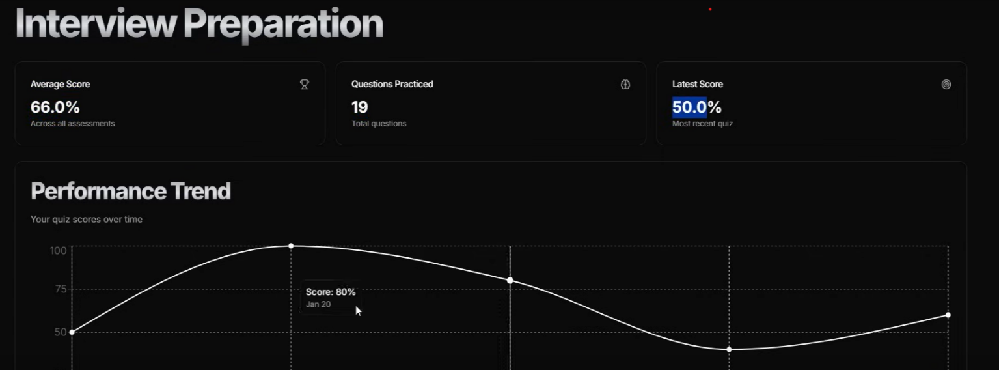 Interview Preparation
Average Score
66.0%
Across all assessments
Questions Practiced
19
Total questions
Latest Score
50.0%
Most recent quiz
Performance Trend
Your quiz scores over time
100
75
50
Score: 80%
Jan 20